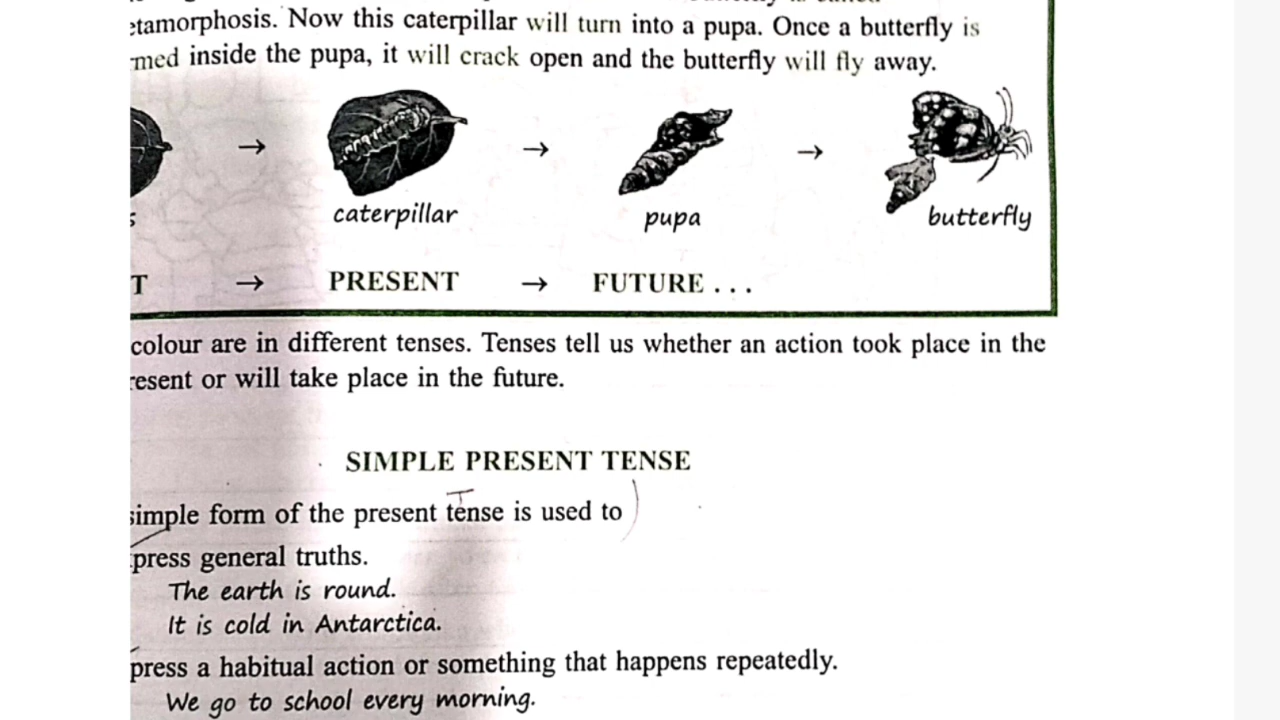 etamorphosis. Now this caterpillar will turn into a pupa. Once a butterfly is
med inside the pupa, it will crack open and the butterfly will fly away.
→ → →
s caterpillar pupa butterfly
T → PRESENT → FUTURE . . .
colour are in different tenses. Tenses tell us whether an action took place in the
resent or will take place in the future.
SIMPLE PRESENT TENSE
simple form of the present tense is used to
press general truths.
The earth is round.
It is cold in Antarctica.
press a habitual action or something that happens repeatedly.
We go to school every morning.